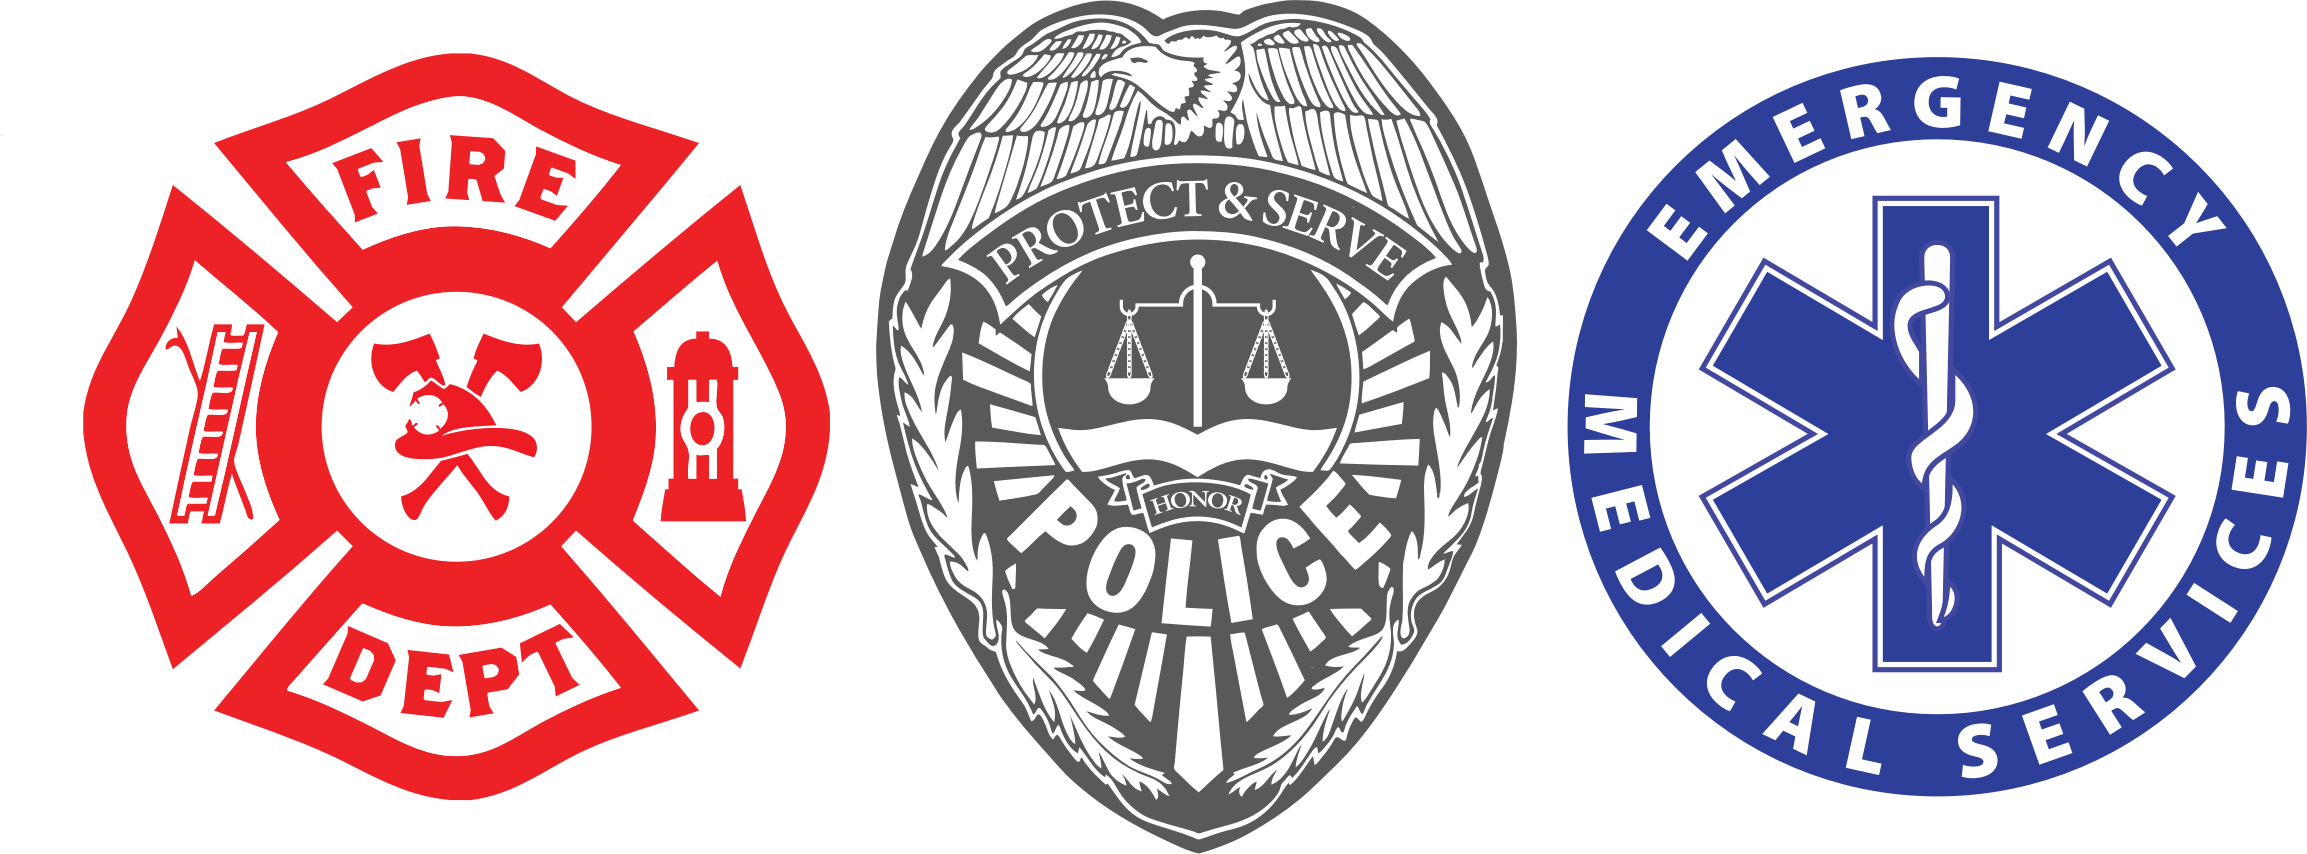 FIRE
DEPT
PROTECT & SERVE
HONOR
POLICE
EMERGENCY
MEDICAL SERVICES